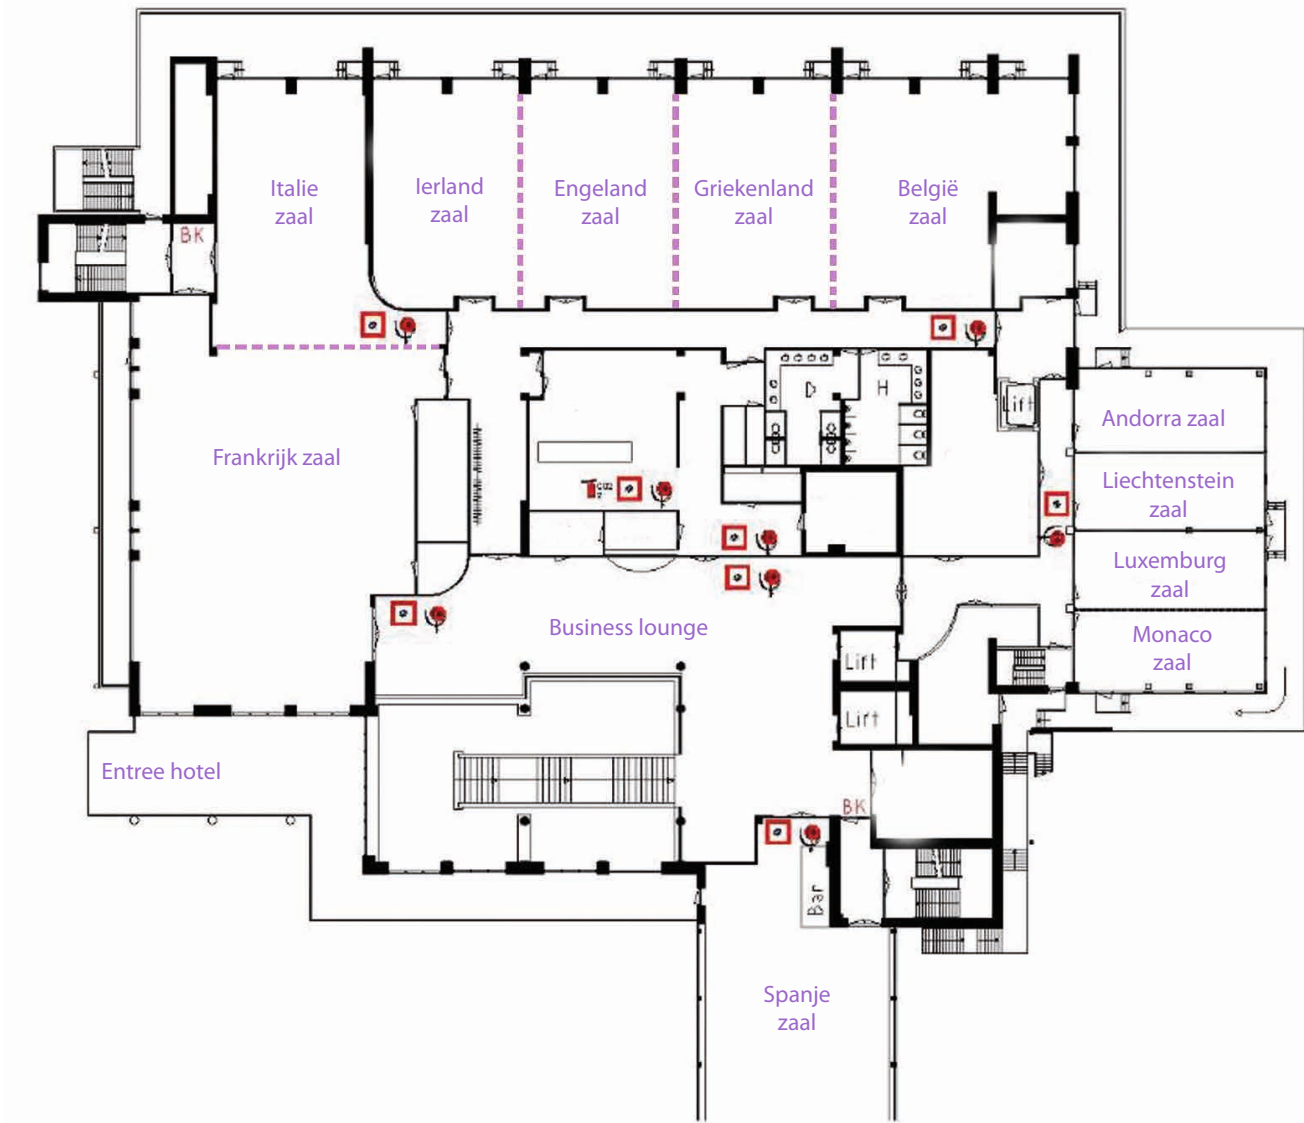 Italie
zaal
Ierland
zaal
Engeland
zaal
Griekenland
zaal
België
zaal
BK
D
H
Lift
Andorra zaal
Frankrijk zaal
Liechtenstein
zaal
Luxemburg
zaal
Business lounge
Monaco
zaal
Lift
Lift
Entree hotel
BK
Bar
Spanje
zaal